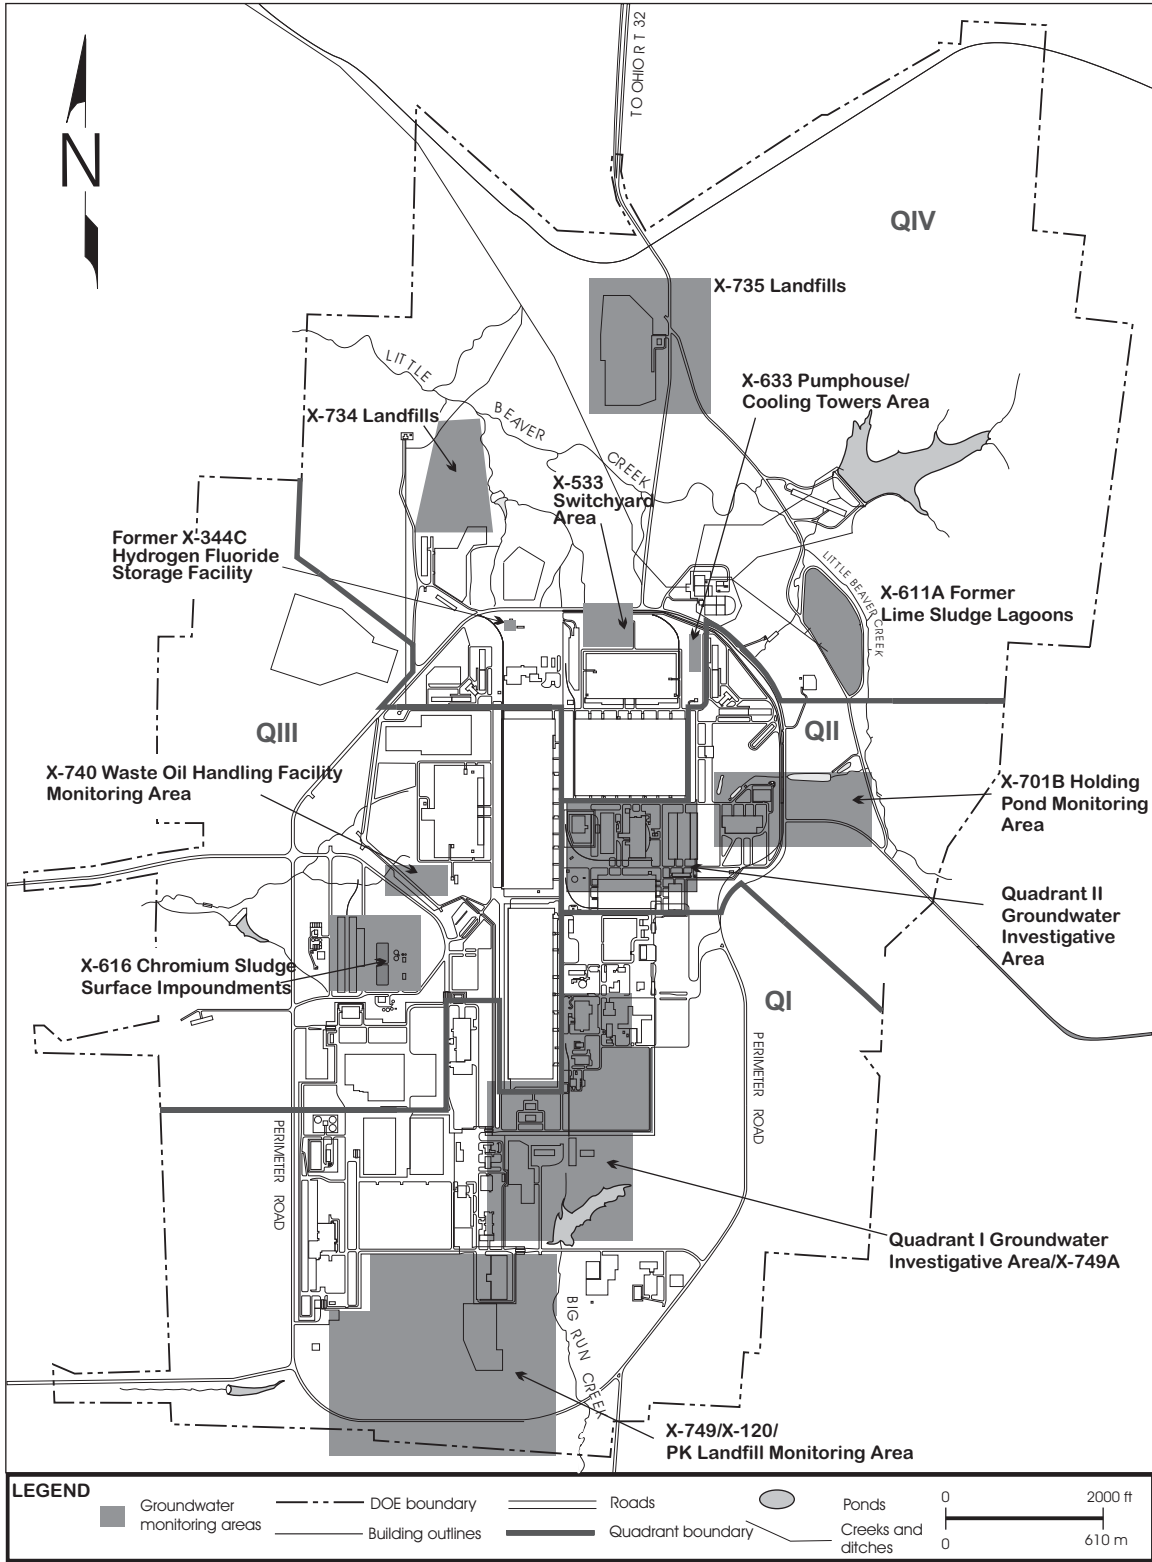 TO OHIO R T 32
N
QIV
X-735 Landfills
X-633 Pumphouse/
Cooling Towers Area
LITTLE
BEAVER
CREEK
X-734 Landfills
X-533
Switchyard
Area
Former X-344C
Hydrogen Fluoride
Storage Facility
LITTLE BEAVER CREEK
X-611A Former
Lime Sludge Lagoons
QIII
QII
X-740 Waste Oil Handling Facility
Monitoring Area
X-701B Holding
Pond Monitoring
Area
Quadrant II
Groundwater
Investigative
Area
X-616 Chromium Sludge
Surface Impoundments
QI
PERIMETER ROAD
PERIMETER ROAD
Quadrant I Groundwater
Investigative Area/X-749A
BIG RUN CREEK
X-749/X-120/
PK Landfill Monitoring Area
LEGEND
Groundwater
monitoring areas
DOE boundary
Building outlines
Roads
Quadrant boundary
Ponds
Creeks and
ditches
0 2000 ft
0 610 m